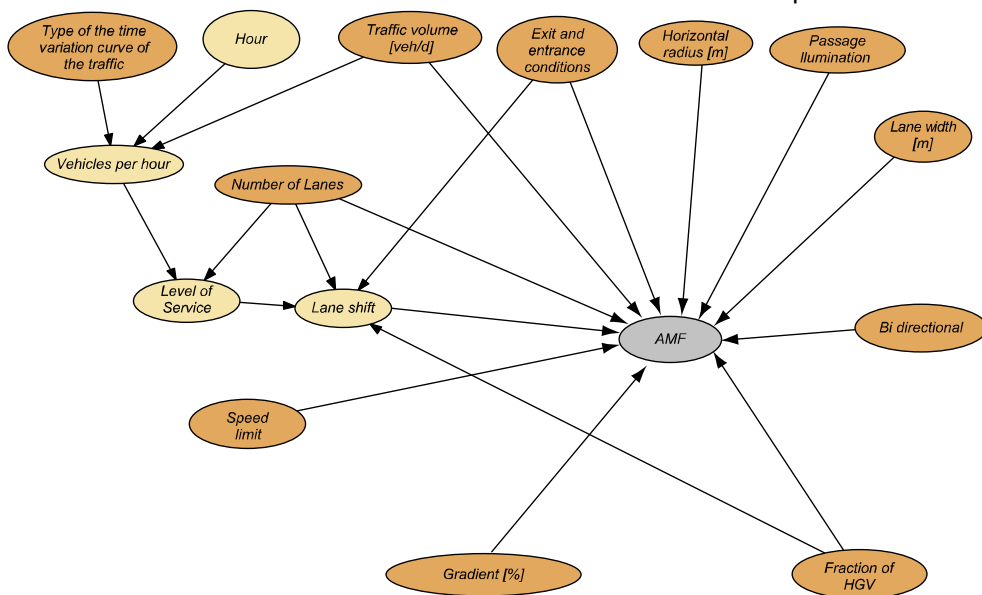 Type of the time
variation curve of
the traffic
Hour
Traffic volume
[veh/d]
Exit and
entrance
conditions
Horizontal
radius [m]
Passage
Ilumination
Lane width
[m]
Vehicles per hour
Number of Lanes
Level of
Service
Lane shift
AMF
Bi directional
Speed
limit
Gradient [%]
Fraction of
HGV